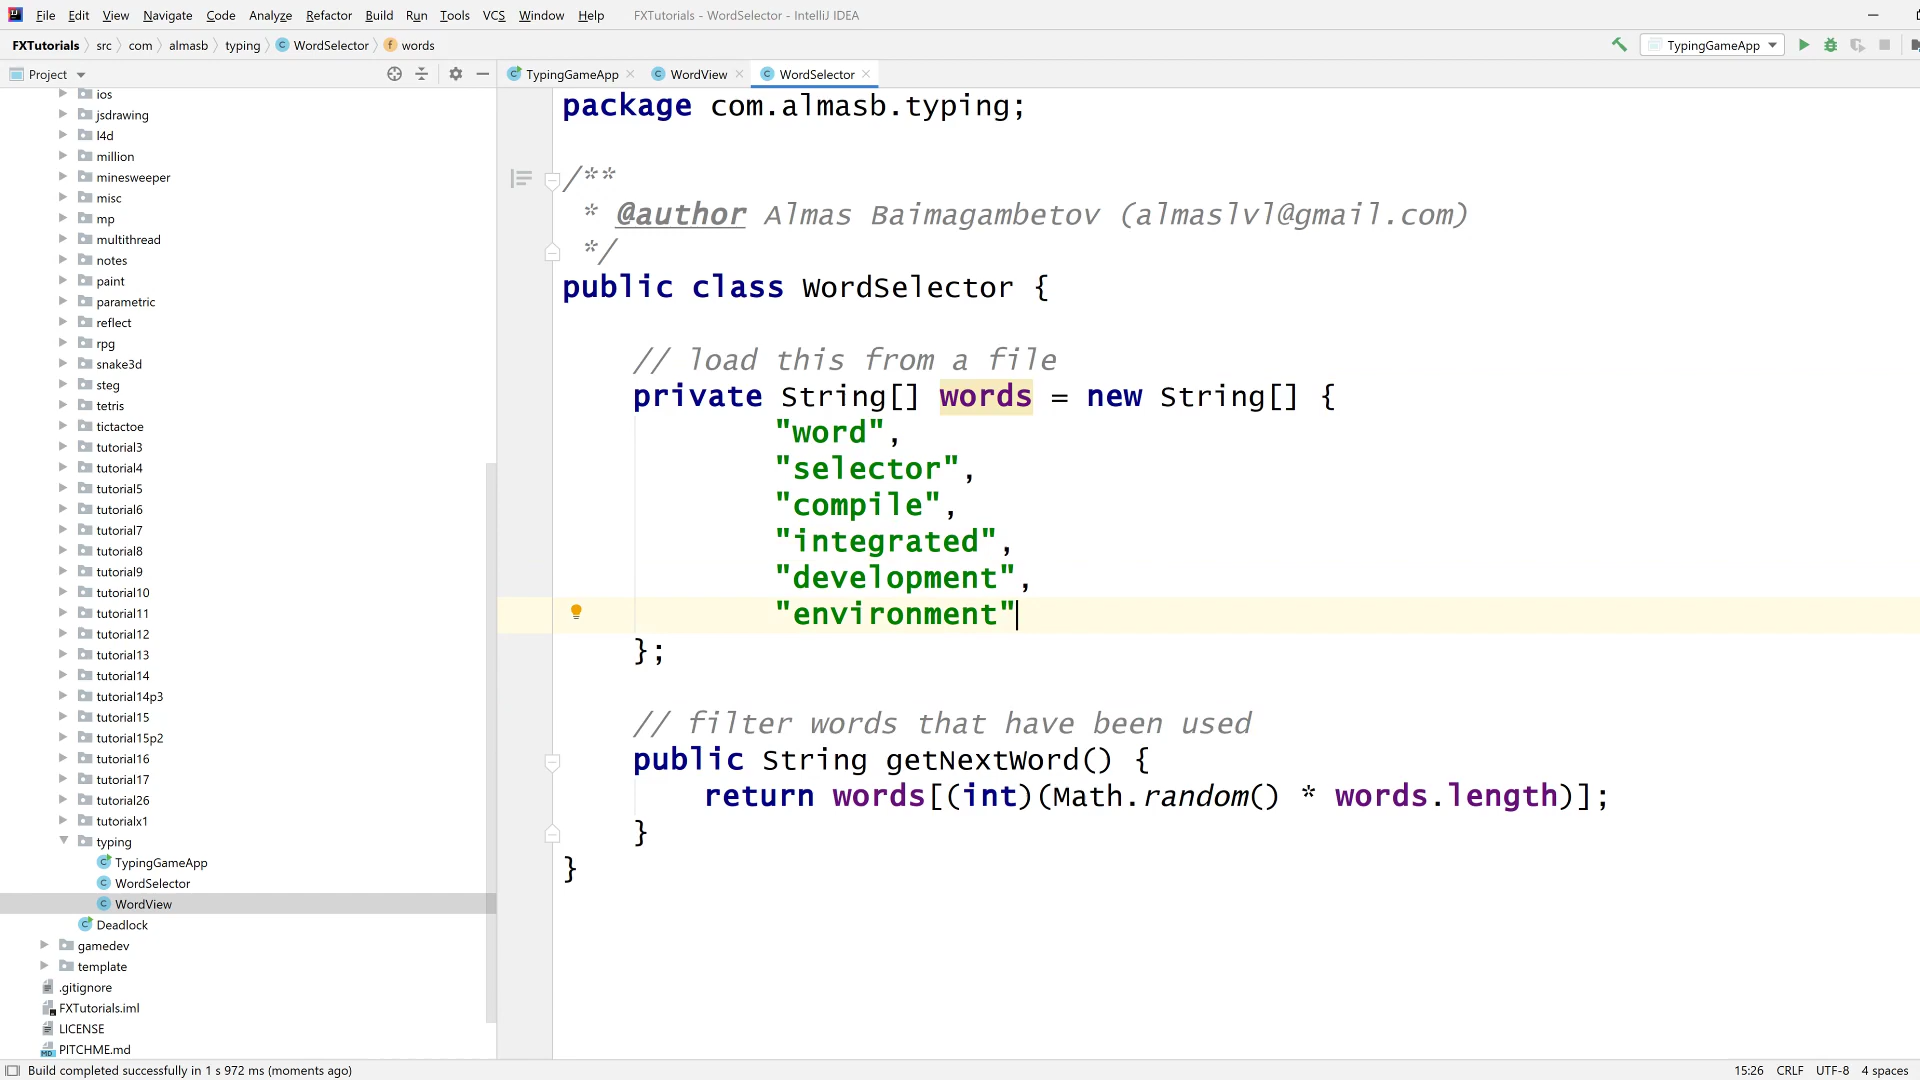 File Edit View Navigate Code Analyze Refactor Build Run Tools VCS Window Help FXTutorials - WordSelector - IntelliJ IDEA
FXTutorials src com almasb typing WordSelector words TypingGameApp
Project
TypingGameApp WordView WordSelector
ios
jsdrawing
l4d
million
minesweeper
misc
mp
multithread
notes
paint
parametric
reflect
rpg
snake3d
steg
tetris
tictactoe
tutorial3
tutorial4
tutorial5
tutorial6
tutorial7
tutorial8
tutorial9
tutorial10
tutorial11
tutorial12
tutorial13
tutorial14
tutorial14p3
tutorial15
tutorial15p2
tutorial16
tutorial17
tutorial26
tutorialx1
typing
TypingGameApp
WordSelector
WordView
Deadlock
gamedev
template
.gitignore
FXTutorials.iml
LICENSE
PITCHME.md
package com.almasb.typing;
/**
* @author Almas Baimagambetov (almaslvl@gmail.com)
*/
public class WordSelector {
// load this from a file
private String[] words = new String[] {
"word",
"selector",
"compile",
"integrated",
"development",
"environment"
};
// filter words that have been used
public String getNextWord() {
return words[(int)(Math.random() * words.length)];
}
}
Build completed successfully in 1 s 972 ms (moments ago) 15:26 CRLF UTF-8 4 spaces